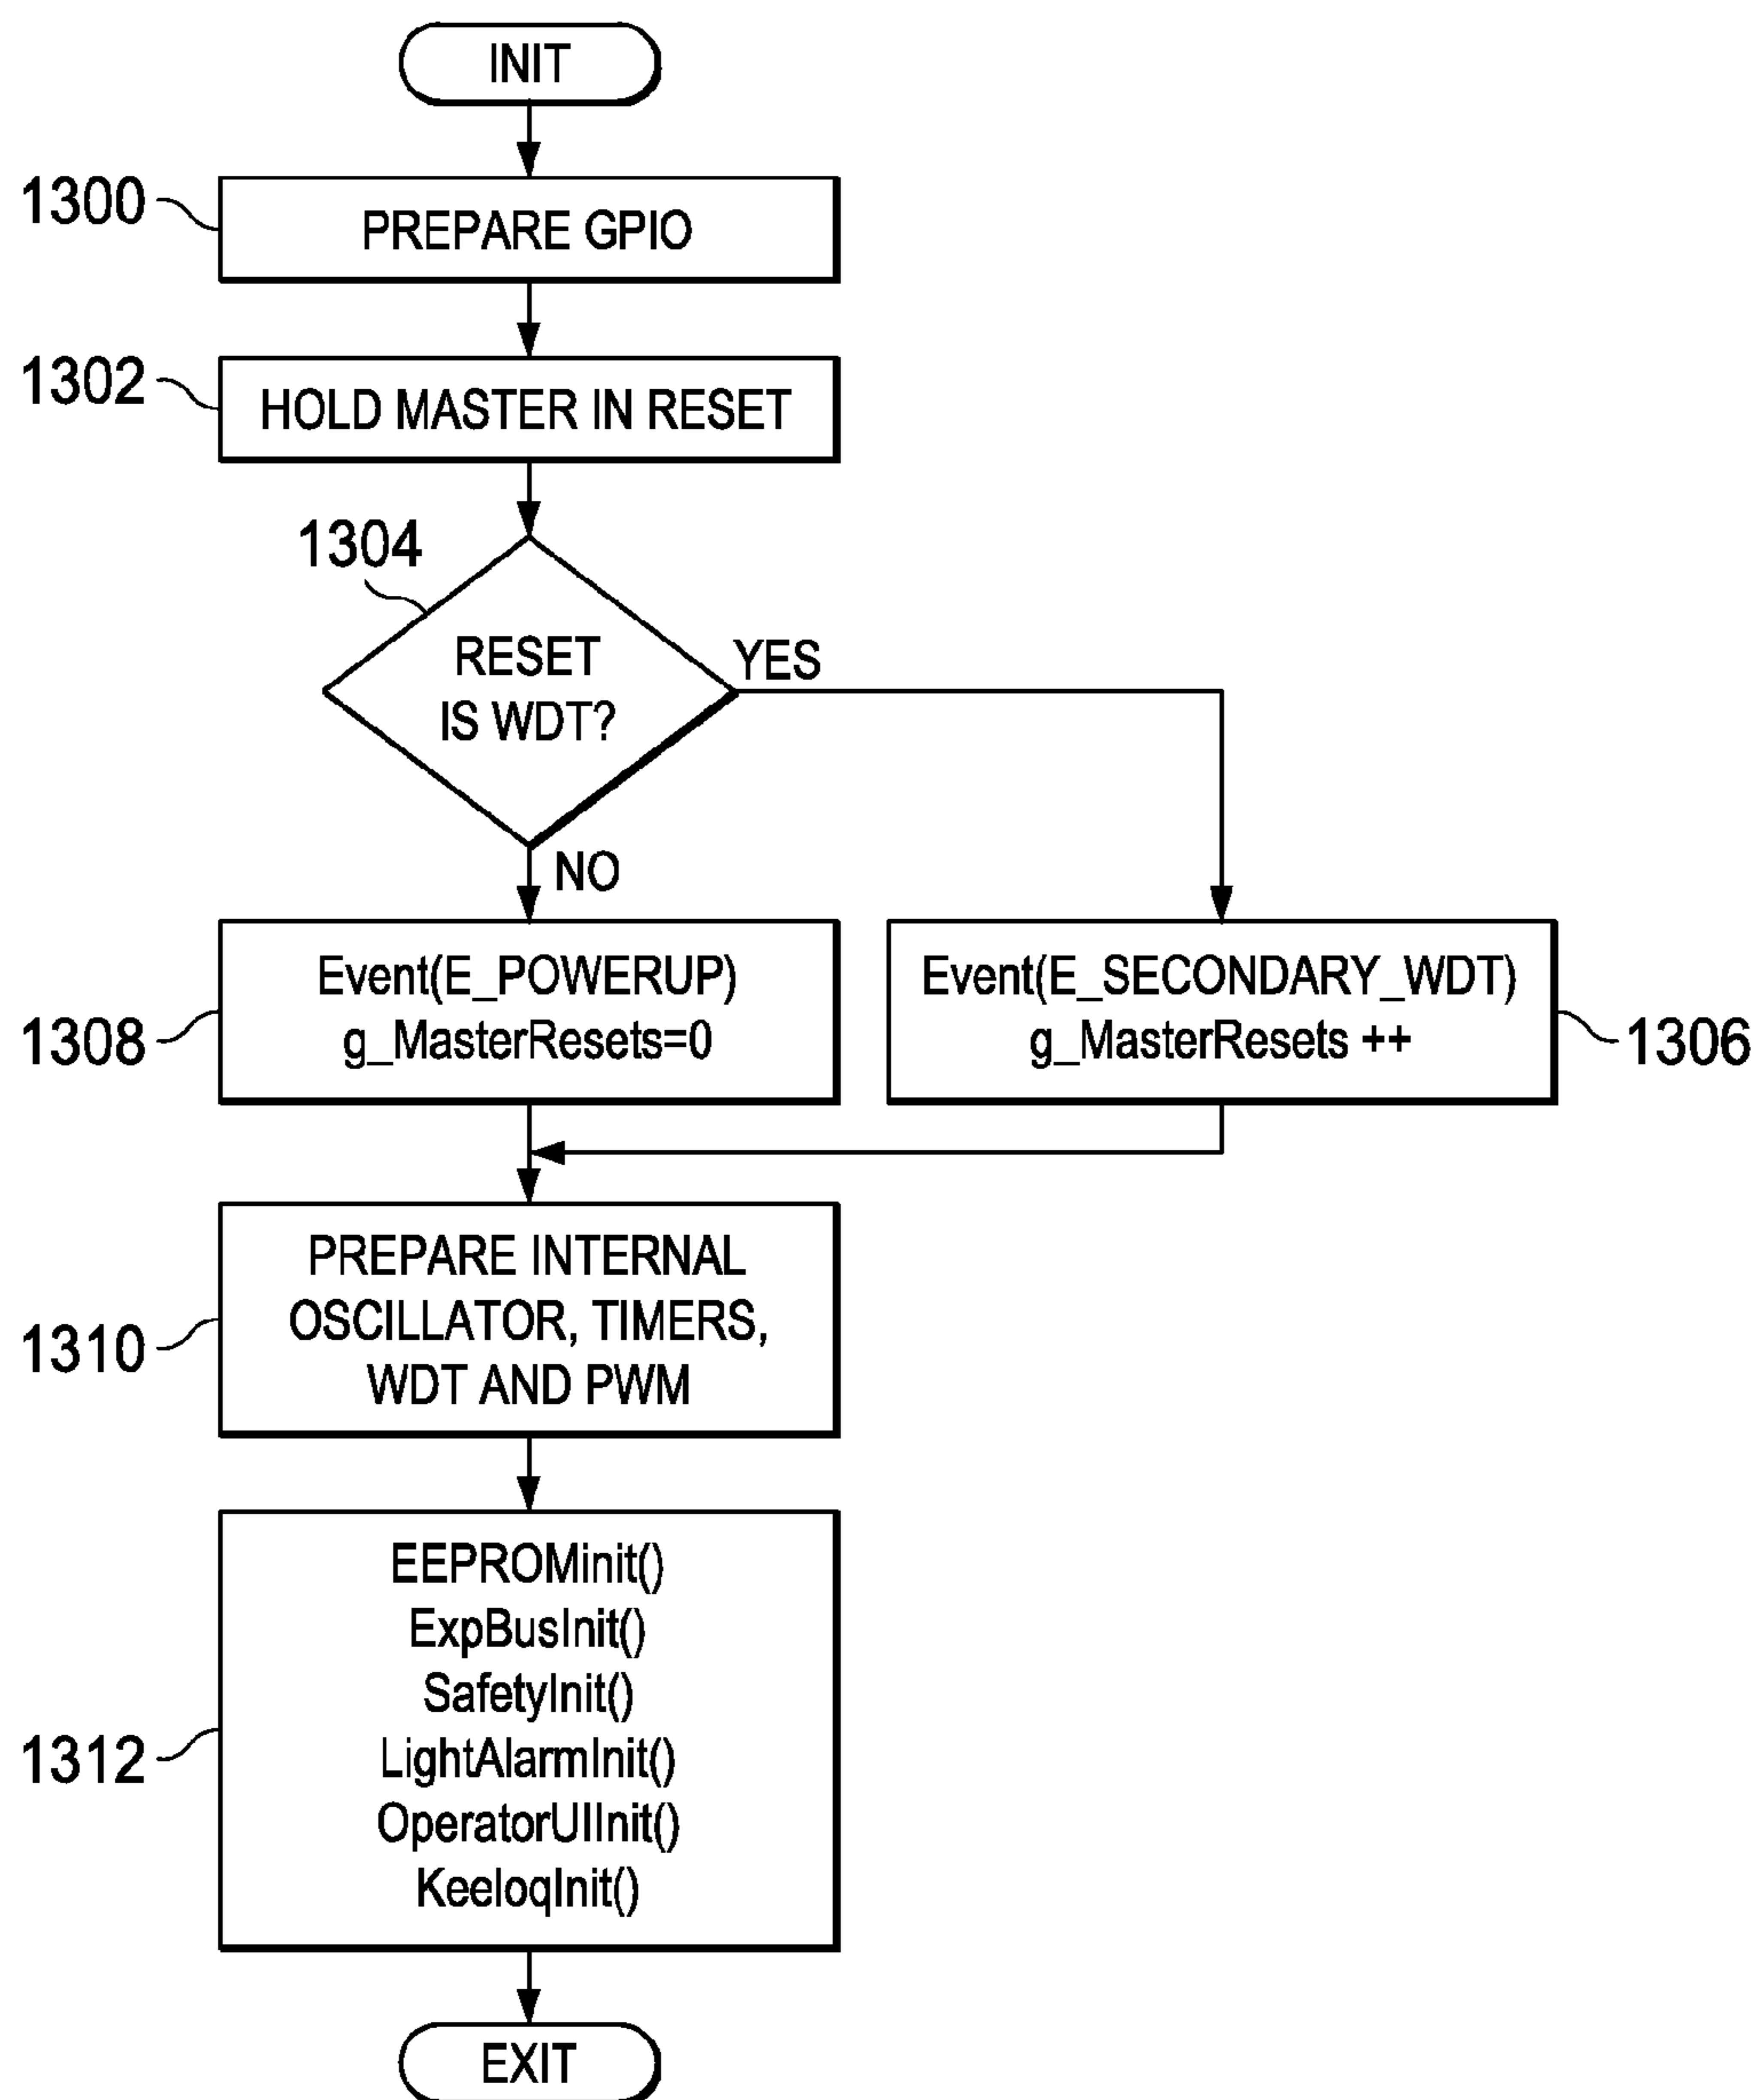 INIT
1300
PREPARE GPIO
1302
HOLD MASTER IN RESET
1304
RESET
IS WDT?
YES
NO
Event(E_POWERUP)
g_MasterResets=0
1308
Event(E_SECONDARY_WDT)
g_MasterResets ++
1306
PREPARE INTERNAL
OSCILLATOR, TIMERS,
WDT AND PWM
1310
EEPROMinit()
ExpBusInit()
SafetyInit()
LightAlarmInit()
OperatorUIInit()
KeeloqInit()
1312
EXIT